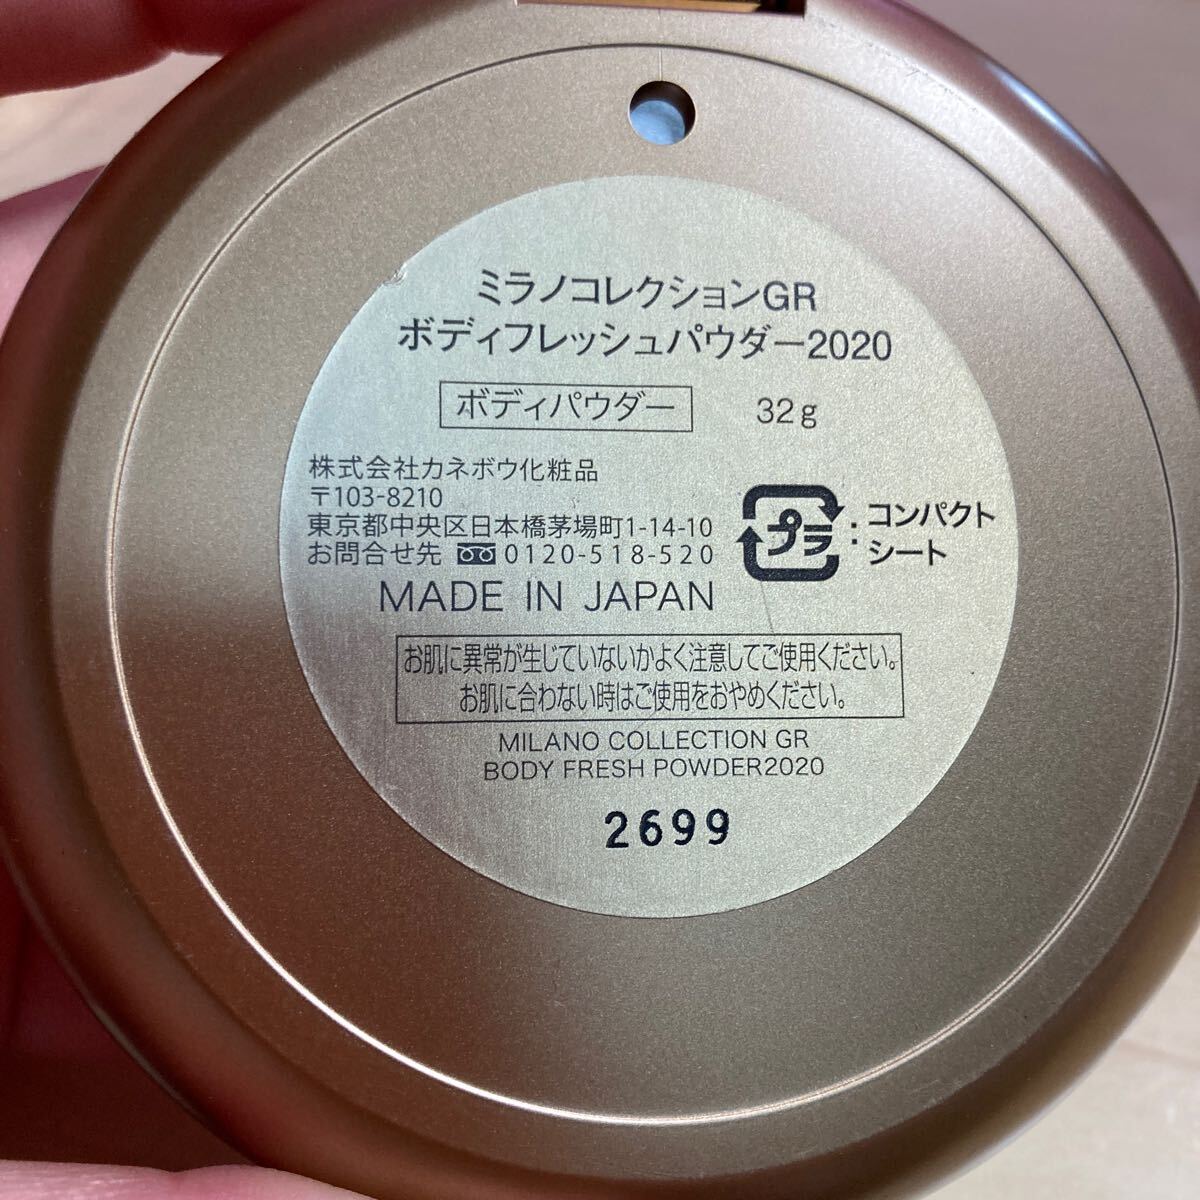 ミラノコレクションGR
ボディフレッシュパウダー2020
ボディパウダー 32g
株式会社カネボウ化粧品
〒103-8210
東京都中央区日本橋茅場町1-14-10
お問合せ先 0120-518-520
プラ : コンパクト
シート
MADE IN JAPAN
お肌に異常が生じていないかよく注意してご使用ください。
お肌に合わない時はご使用をおやめください。
MILANO COLLECTION GR
BODY FRESH POWDER2020
2699